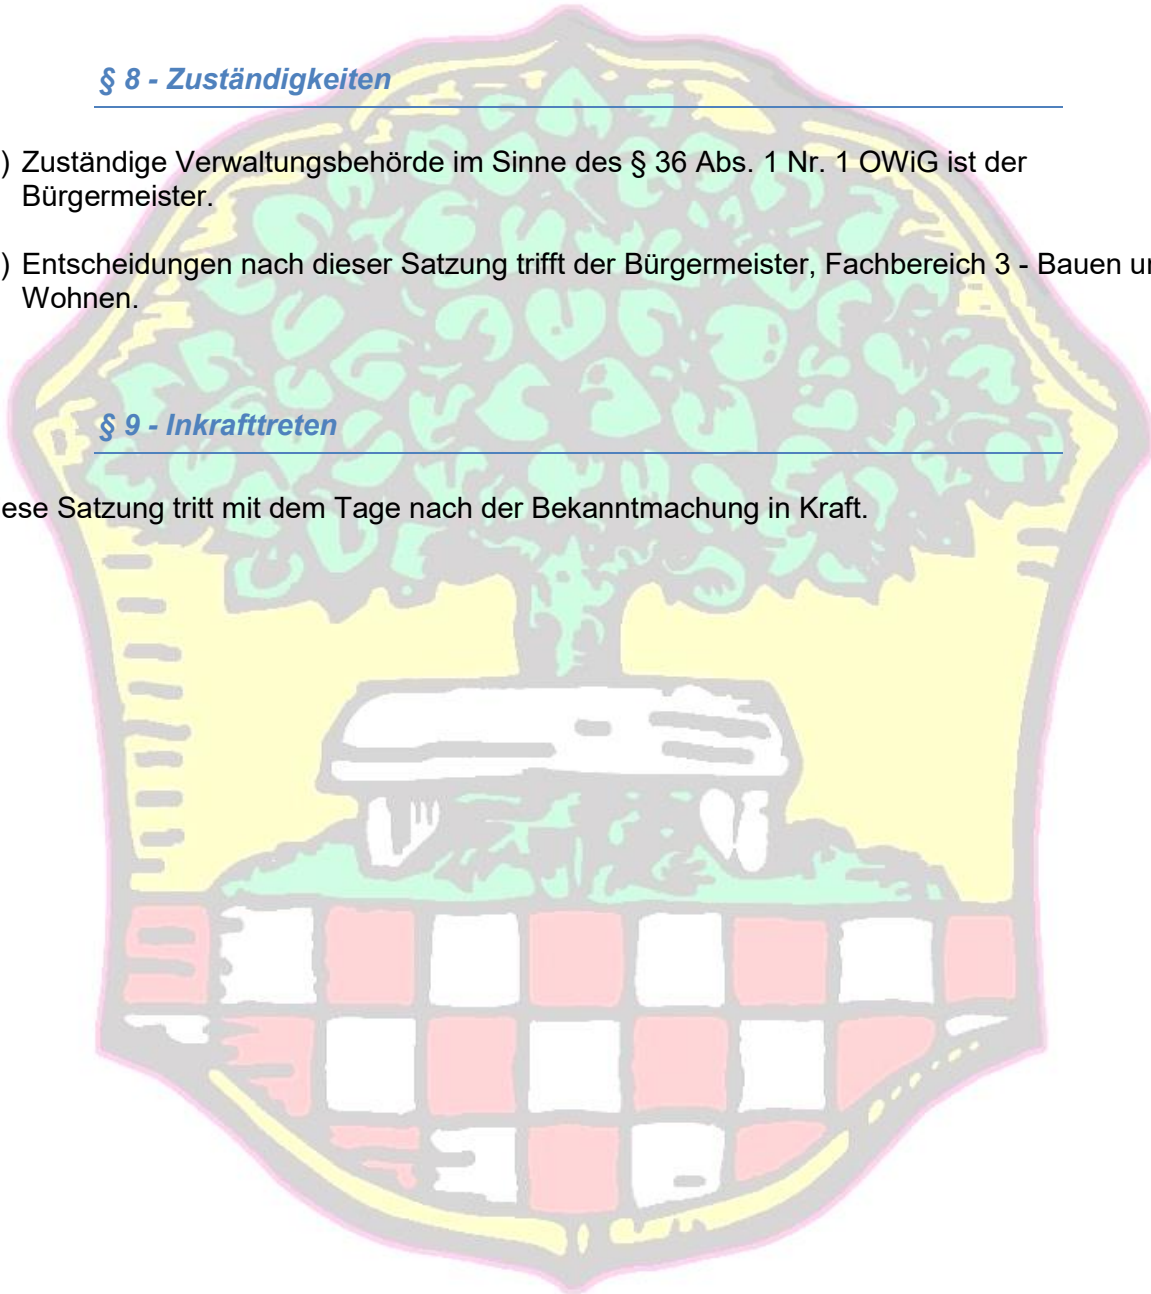 § 8 - Zuständigkeiten
) Zuständige Verwaltungsbehörde im Sinne des § 36 Abs. 1 Nr. 1 OWiG ist der
Bürgermeister.
) Entscheidungen nach dieser Satzung trifft der Bürgermeister, Fachbereich 3 - Bauen
Wohnen.
§ 9 - Inkrafttreten
Satzung tritt mit dem Tage nach der Bekanntmachung in Kraft.